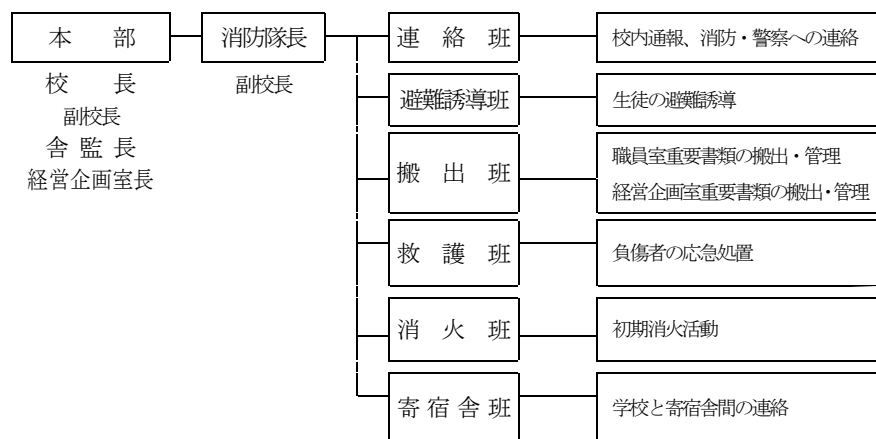 本部
校長
副校長
舎監長
経営企画室長
消防隊長
副校長
連絡班
校内通報、消防・警察への連絡
避難誘導班
生徒の避難誘導
搬出班
職員室重要書類の搬出・管理
経営企画室重要書類の搬出・管理
救護班
負傷者の応急処置
消火班
初期消火活動
寄宿舎班
学校と寄宿舎間の連絡